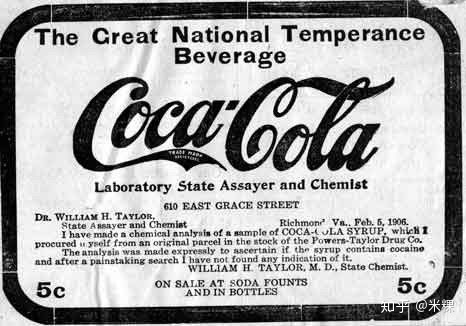 The Great National Temperance
Beverage
Coca-Cola
TRADE MARK
REGISTERED
Laboratory State Assayer and Chemist
610 EAST GRACE STREET
DR. WILLIAM H. TAYLOR,
State Assayer and Chemist Richmond Va., Feb. 5, 1906.
I have made a chemical analysis of a sample of COCA-COLA SYRUP, which I
procured myself from an original parcel in the stock of the Powers-Taylor Drug Co.
The analysis was made expressly to ascertain if the syrup contains cocaine
and after a painstaking search I have not found any indication of it.
WILLIAM H. TAYLOR, M. D., State Chemist.
5c ON SALE AT SODA FOUNTS 5c
AND IN BOTTLES
知乎 @米粿